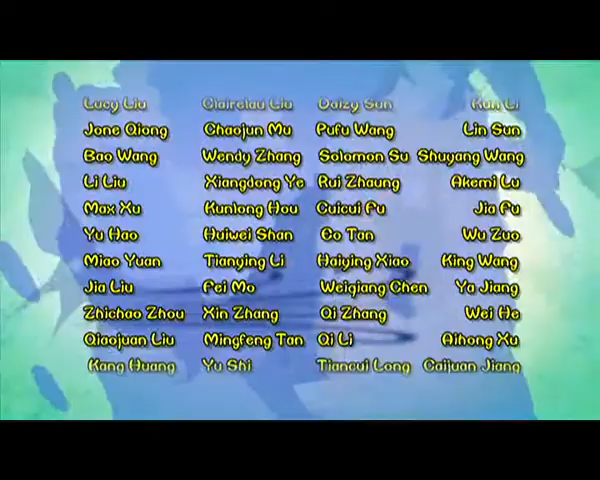 Lucy Liu Clairelau Liu Daizy Sun Kun Li
Jone Qiong Chaojun Mu Pufu Wang Lin Sun
Bao Wang Wendy Zhang Solomon Su Shuyang Wang
Li Liu Xiangdong Ye Rui Zhaung Akemi Lu
Max Xu Kunlong Hou Cuicui Fu Jia Fu
Yu Hao Huiwei Shan Bo Tan Wu Zuo
Miao Yuan Tianying Li Haiying Xiao King Wang
Jia Liu Fei Mo Weiqiang Chen Ya Jiang
Zhichao Zhou Xin Zhang Qi Zhang Wei He
Qiaojuan Liu Mingfeng Tan Qi Li Aihong Xu
Kang Huang Yu Shi Tiancui Long Caijuan Jiang